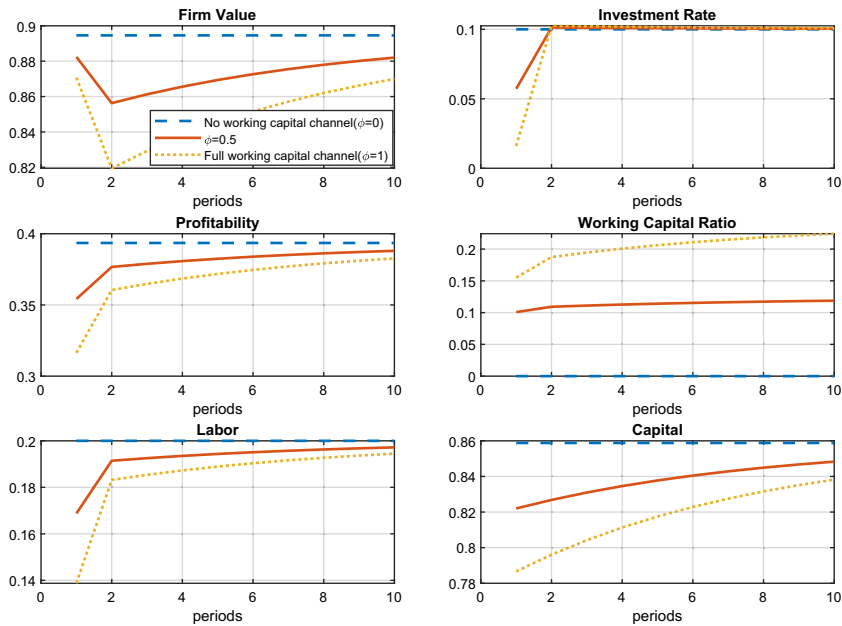 Firm Value
0.9
0.88
0.86
0.84
0.82
0 2 4 6 8 10
periods
No working capital channel(ϕ=0)
ϕ=0.5
Full working capital channel(ϕ=1)
Investment Rate
0.1
0.05
0
0 2 4 6 8 10
periods
Profitability
0.4
0.35
0.3
0 2 4 6 8 10
periods
Working Capital Ratio
0.2
0.15
0.1
0.05
0
0 2 4 6 8 10
periods
Labor
0.2
0.18
0.16
0.14
0 2 4 6 8 10
periods
Capital
0.86
0.84
0.82
0.8
0.78
0 2 4 6 8 10
periods